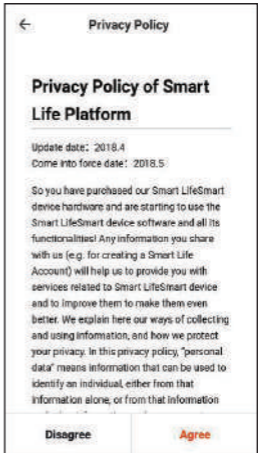 Privacy Policy
Privacy Policy of Smart
Life Platform
Update date: 2018.4
Come into force date: 2018.5
So you have purchased our Smart LifeSmart
device hardware and are starting to use the
Smart LifeSmart device software and all its
functionalities! Any information you share
with us (e.g. for creating a Smart Life
Account) will help us to provide you with
services related to Smart LifeSmart device
and to improve them to make them even
better. We explain here our ways of collecting
and using information, and how we protect
your privacy. In this privacy policy, "personal
data" means information that can be used to
identify an individual, either from that
information alone, or from that information
Disagree
Agree